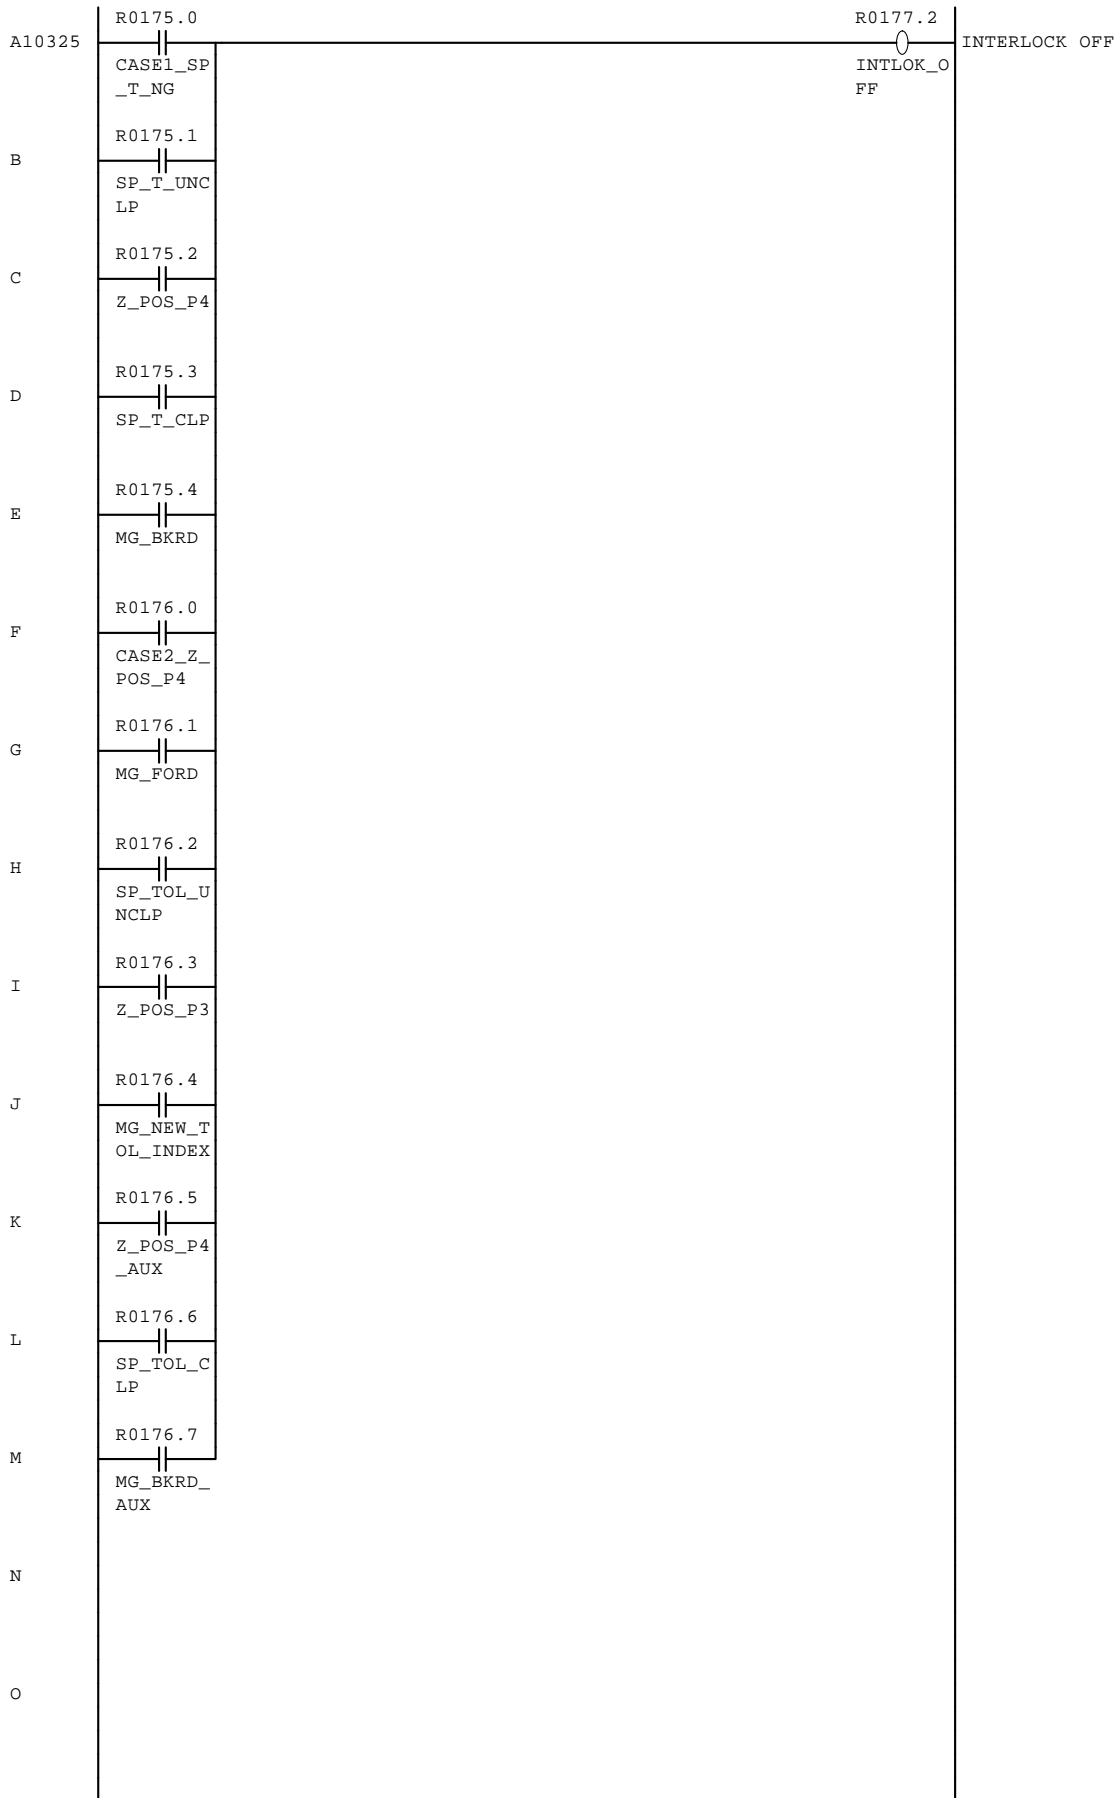 R0175.0 R0177.2
A10325 INTERLOCK OFF
CASE1_SP INTLOK_O
_T_NG FF
R0175.1
B
SP_T_UNC
LP
R0175.2
C
Z_POS_P4
R0175.3
D
SP_T_CLP
R0175.4
E
MG_BKRD
R0176.0
F
CASE2_Z_
POS_P4
R0176.1
G
MG_FORD
R0176.2
H
SP_TOL_U
NCLP
R0176.3
I
Z_POS_P3
R0176.4
J
MG_NEW_T
OL_INDEX
R0176.5
K
Z_POS_P4
_AUX
R0176.6
L
SP_TOL_C
LP
R0176.7
M
MG_BKRD_
AUX
N
O